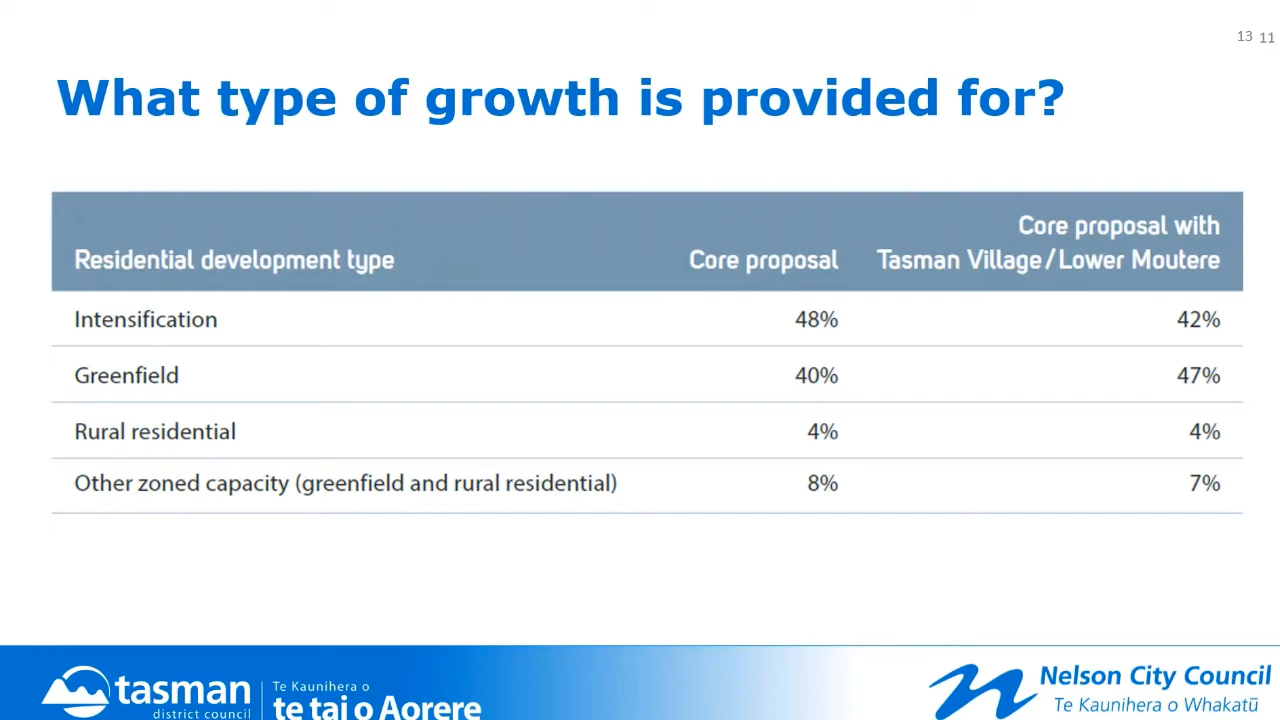 13 11
What type of growth is provided for?
Core proposal with
Residential development type Core proposal Tasman Village/Lower Moutere
Intensification 48% 42%
Greenfield 40% 47%
Rural residential 4% 4%
Other zoned capacity (greenfield and rural residential) 8% 7%
tasman
district council
Te Kaunihera o
te tai o Aorere
Nelson City Council
Te Kaunihera o Whakatū